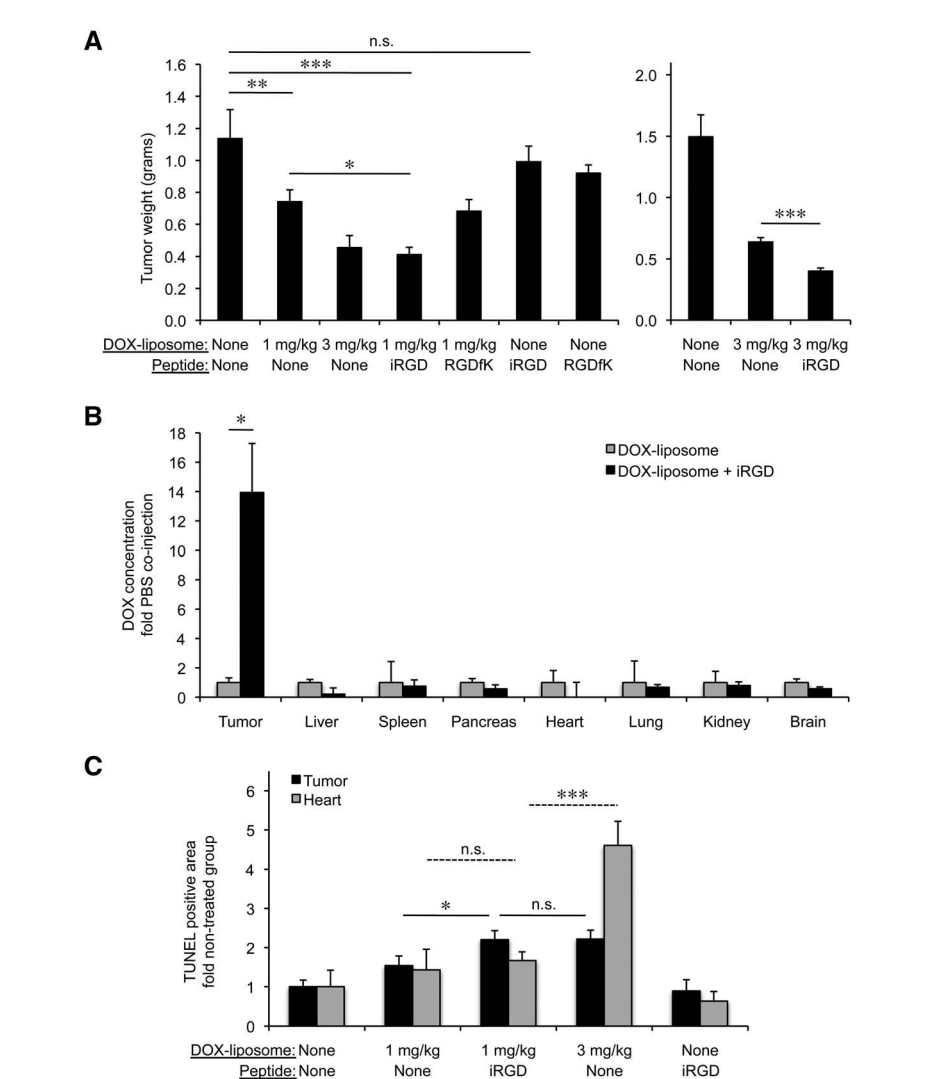 A
n.s.
***
**
*
Tumor weight (grams)
1.6
1.4
1.2
1.0
0.8
0.6
0.4
0.2
0.0
DOX-liposome: None 1 mg/kg 3 mg/kg 1 mg/kg 1 mg/kg None None
Peptide: None None None iRGD RGDfK iRGD RGDfK
2.0
1.5
1.0
0.5
0.0
***
None 3 mg/kg 3 mg/kg
None None iRGD
B
*
DOX concentration
fold PBS co-injection
18
16
14
12
10
8
6
4
2
0
DOX-liposome
DOX-liposome + iRGD
Tumor Liver Spleen Pancreas Heart Lung Kidney Brain
C
Tumor
Heart
***
n.s.
*
n.s.
TUNEL positive area
fold non-treated group
6
5
4
3
2
1
0
DOX-liposome: None 1 mg/kg 1 mg/kg 3 mg/kg None
Peptide: None None iRGD None iRGD